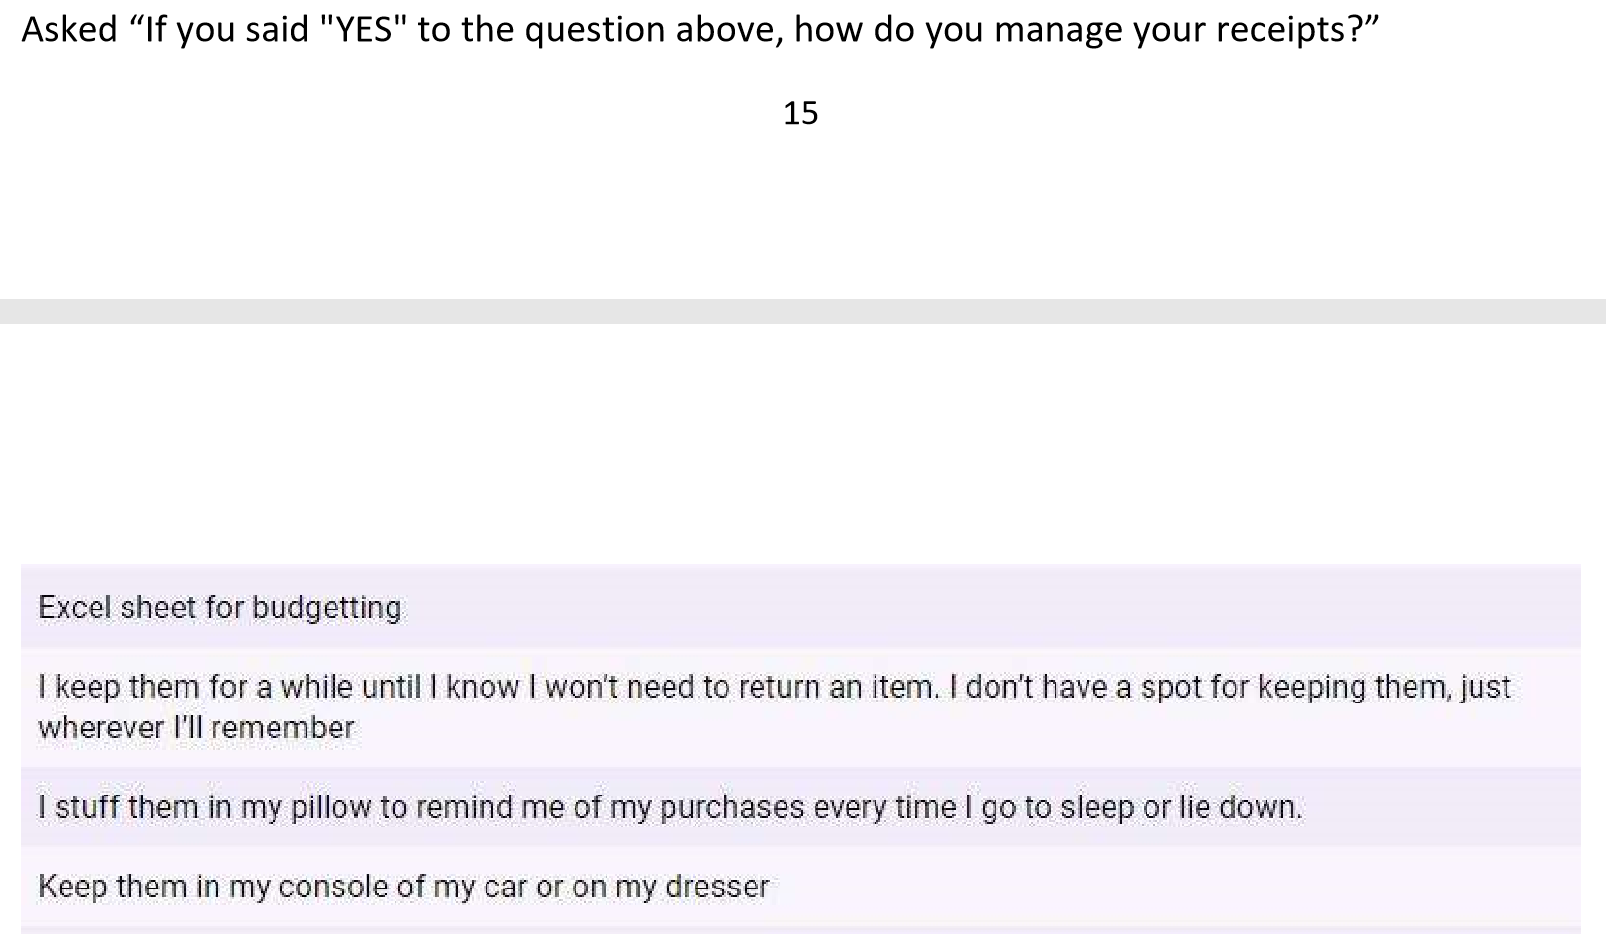 Asked “If you said "YES" to the question above, how do you manage your receipts?”
15
Excel sheet for budgetting
I keep them for a while until I know I won't need to return an item. I don't have a spot for keeping them, just
wherever I'll remember
I stuff them in my pillow to remind me of my purchases every time I go to sleep or lie down.
Keep them in my console of my car or on my dresser